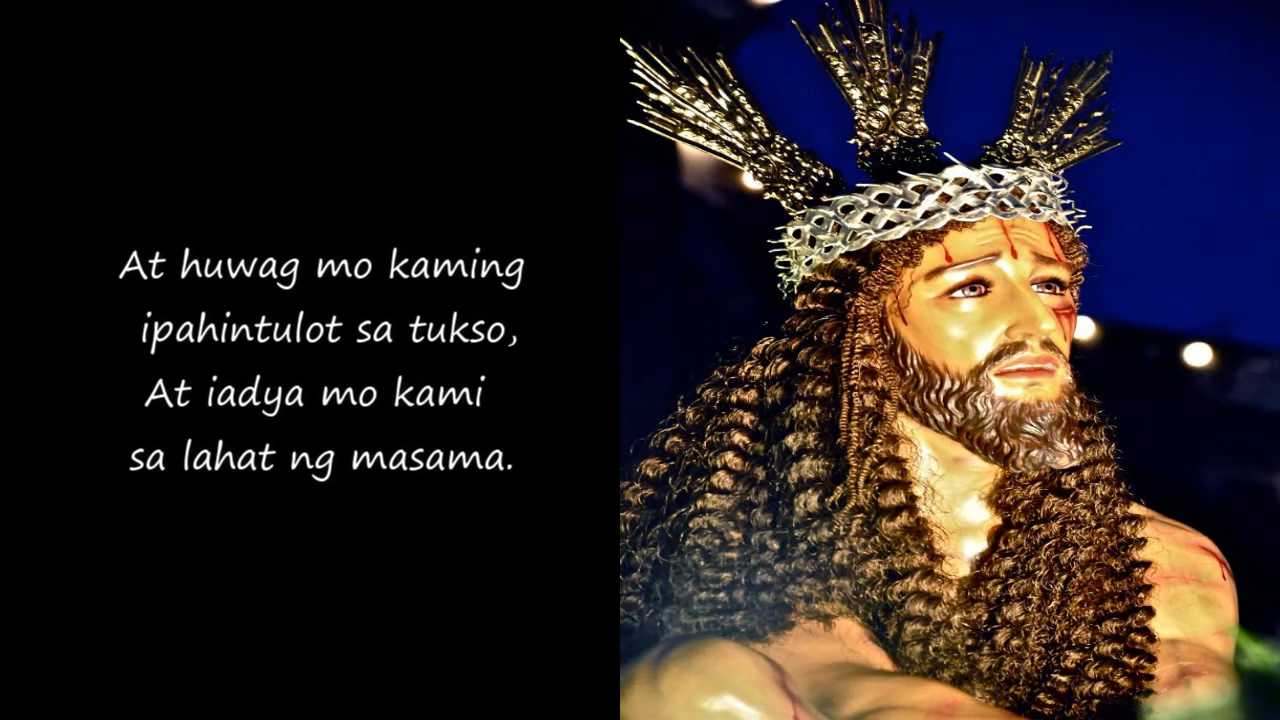 At huwag mo kaming
ipahintulot sa tukso,
At iadya mo kami
sa lahat ng masama.